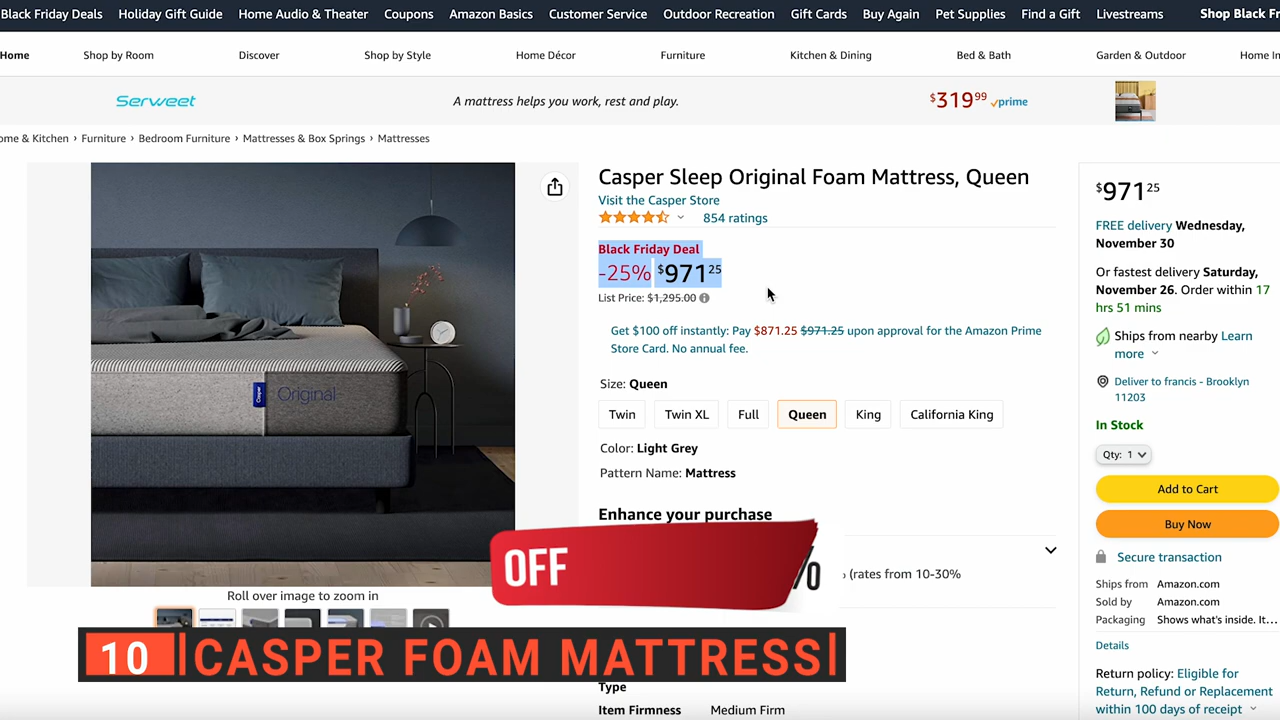 Black Friday Deals Holiday Gift Guide Home Audio & Theater Coupons Amazon Basics Customer Service Outdoor Recreation Gift Cards Buy Again Pet Supplies Find a Gift Livestreams Shop Black Fr
Home Shop by Room Discover Shop by Style Home Décor Furniture Kitchen & Dining Bed & Bath Garden & Outdoor Home In
Serweet A mattress helps you work, rest and play. $319 99 prime
ome & Kitchen › Furniture › Bedroom Furniture › Mattresses & Box Springs › Mattresses
Casper Sleep Original Foam Mattress, Queen
Visit the Casper Store
854 ratings
Black Friday Deal
-25% $971 25
List Price: $1,295.00
Get $100 off instantly: Pay $871.25 $971.25 upon approval for the Amazon Prime
Store Card. No annual fee.
Size: Queen
Twin Twin XL Full Queen King California King
Color: Light Grey
Pattern Name: Mattress
Enhance your purchase
(rates from 10-30%
Type
Item Firmness Medium Firm
Casper Original
Roll over image to zoom in
OFF %
10 CASPER FOAM MATTRESS
$971 25
FREE delivery Wednesday,
November 30
Or fastest delivery Saturday,
November 26. Order within 17
hrs 51 mins
Ships from nearby Learn
more
Deliver to francis - Brooklyn
11203
In Stock
Qty: 1
Add to Cart
Buy Now
Secure transaction
Ships from Amazon.com
Sold by Amazon.com
Packaging Shows what's inside. It…
Details
Return policy: Eligible for
Return, Refund or Replacement
within 100 days of receipt